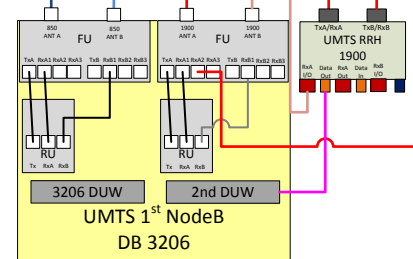 850
ANT A
FU
850
ANT B
TxA RxA1 RxA2 RxA3 TxB RxB1 RxB2 RxB3
1900
ANT A
FU
1900
ANT B
TxA RxA1 RxA2 RxA3 TxB RxB1 RxB2 RxB3
TxA/RxA TxB/RxB
UMTS RRH
1900
RxA I/O Data Out RxA Out Data In RxB I/O
RU
Tx RxA RxB
RU
Tx RxA RxB
3206 DUW
2nd DUW
UMTS 1st NodeB
DB 3206